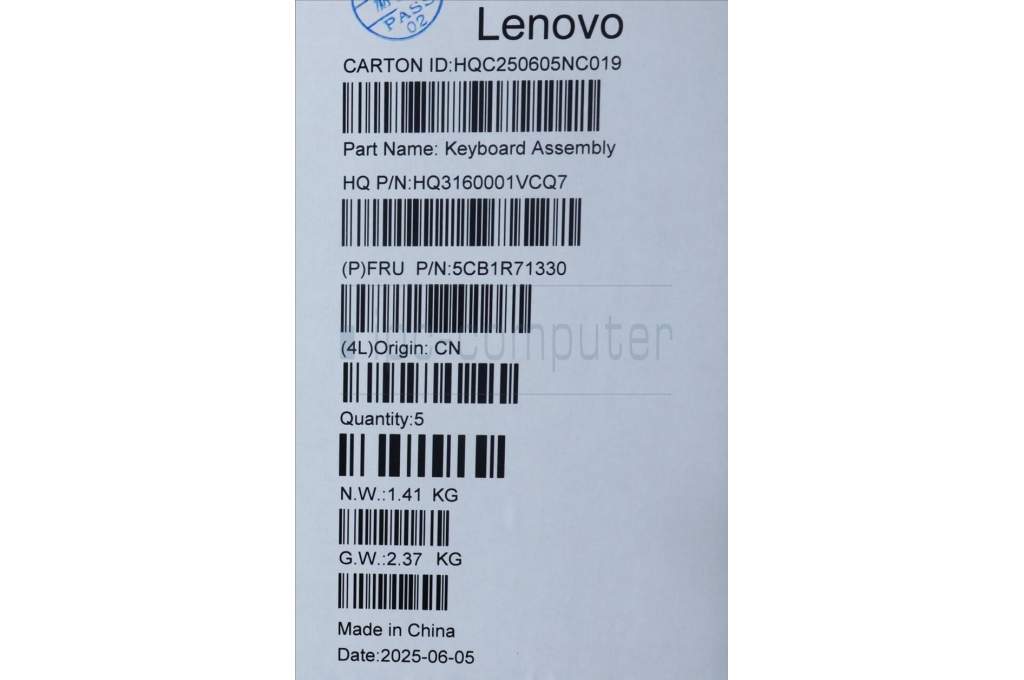 PASS
02
Lenovo
CARTON ID:HQC250605NC019
Part Name: Keyboard Assembly
HQ P/N:HQ3160001VCQ7
(P)FRU P/N:5CB1R71330
computer
(4L)Origin: CN
Quantity:5
N.W.:1.41 KG
G.W.:2.37 KG
Made in China
Date:2025-06-05